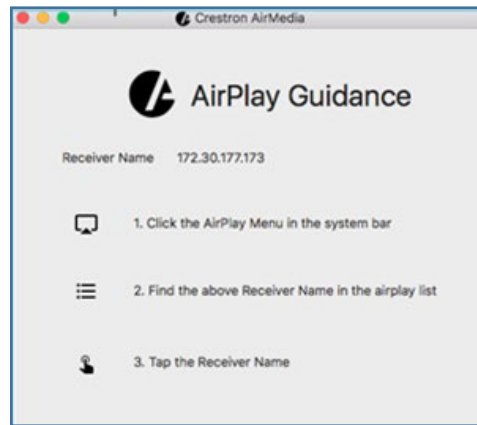 Crestron AirMedia
AirPlay Guidance
Receiver Name 172.30.177.173
1. Click the AirPlay Menu in the system bar
2. Find the above Receiver Name in the airplay list
3. Tap the Receiver Name